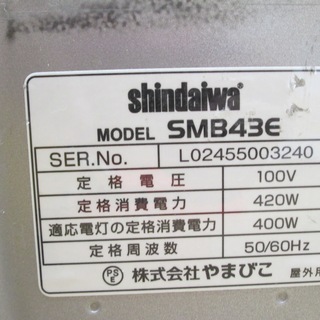 shindaiwa
MODEL SMB43E
SER.No. L02455003240
定格電圧 100V
定格消費電力 420W
適応電灯の定格消費電力 400W
定格周波数 50/60Hz
PS E 株式会社やまびこ 屋外用